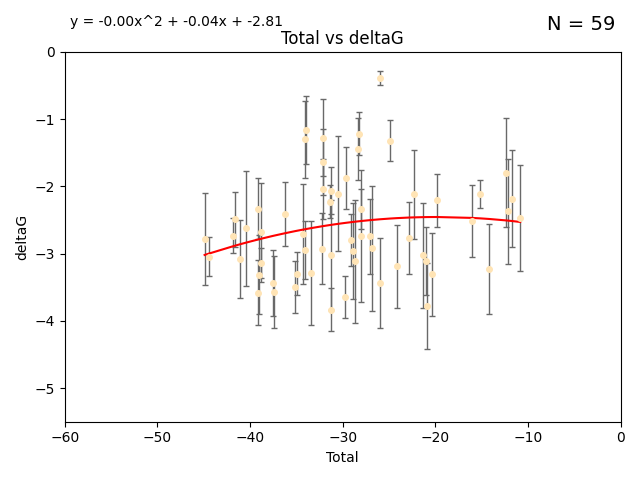 y = -0.00x^2 + -0.04x + -2.81
N = 59
Total vs deltaG
0
−1
−2
−3
−4
−5
deltaG
−60 −50 −40 −30 −20 −10 0
Total